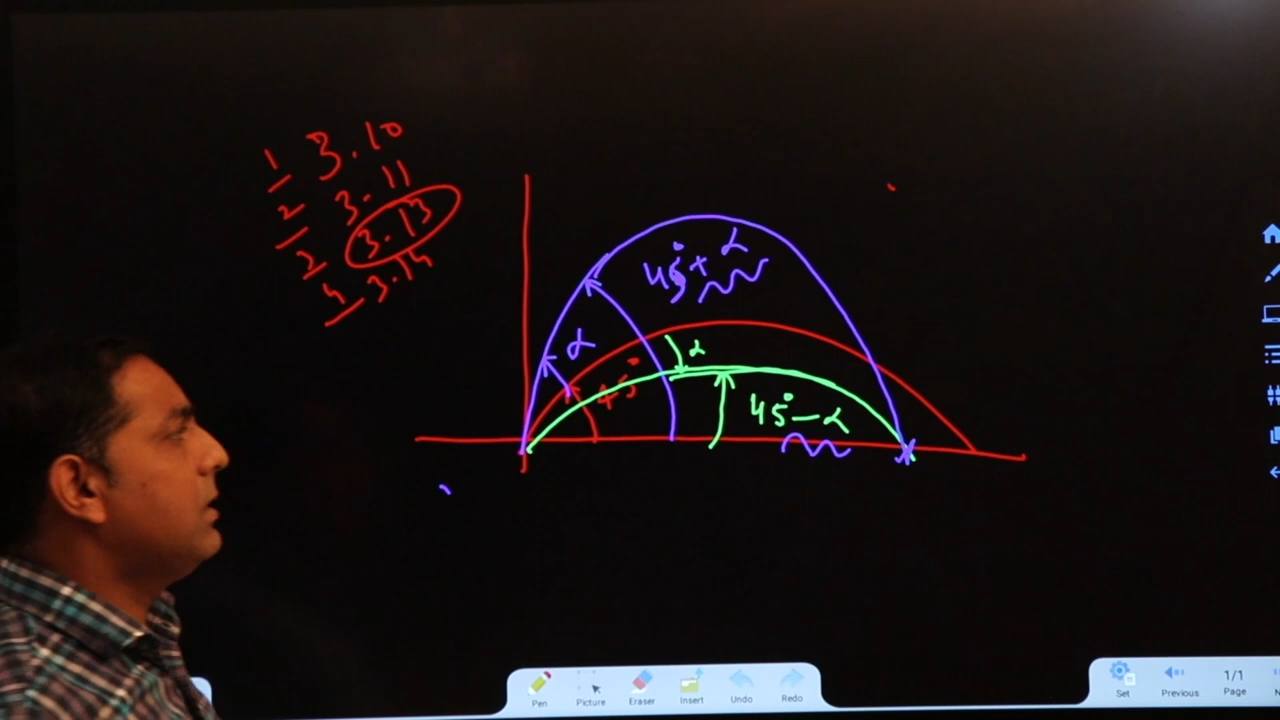 1 3.10
2 3.11
2 3.13
4 3.14
45°+ α
α
α
45°
45°-α
Pen
Picture
Eraser
Insert
Undo
Redo
Set
Previous
1/1
Page